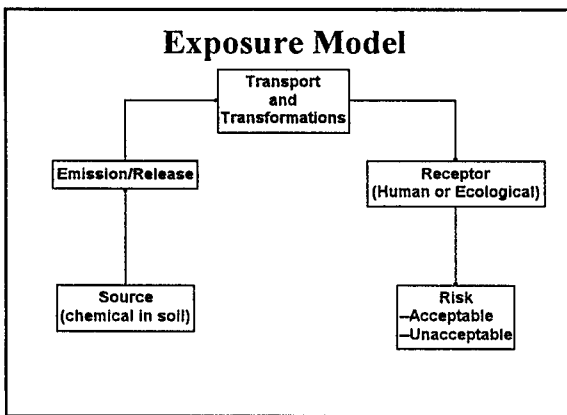 Exposure Model
Transport
and
Transformations
Emission/Release
Receptor
(Human or Ecological)
Source
(chemical in soil)
Risk
–Acceptable
–Unacceptable